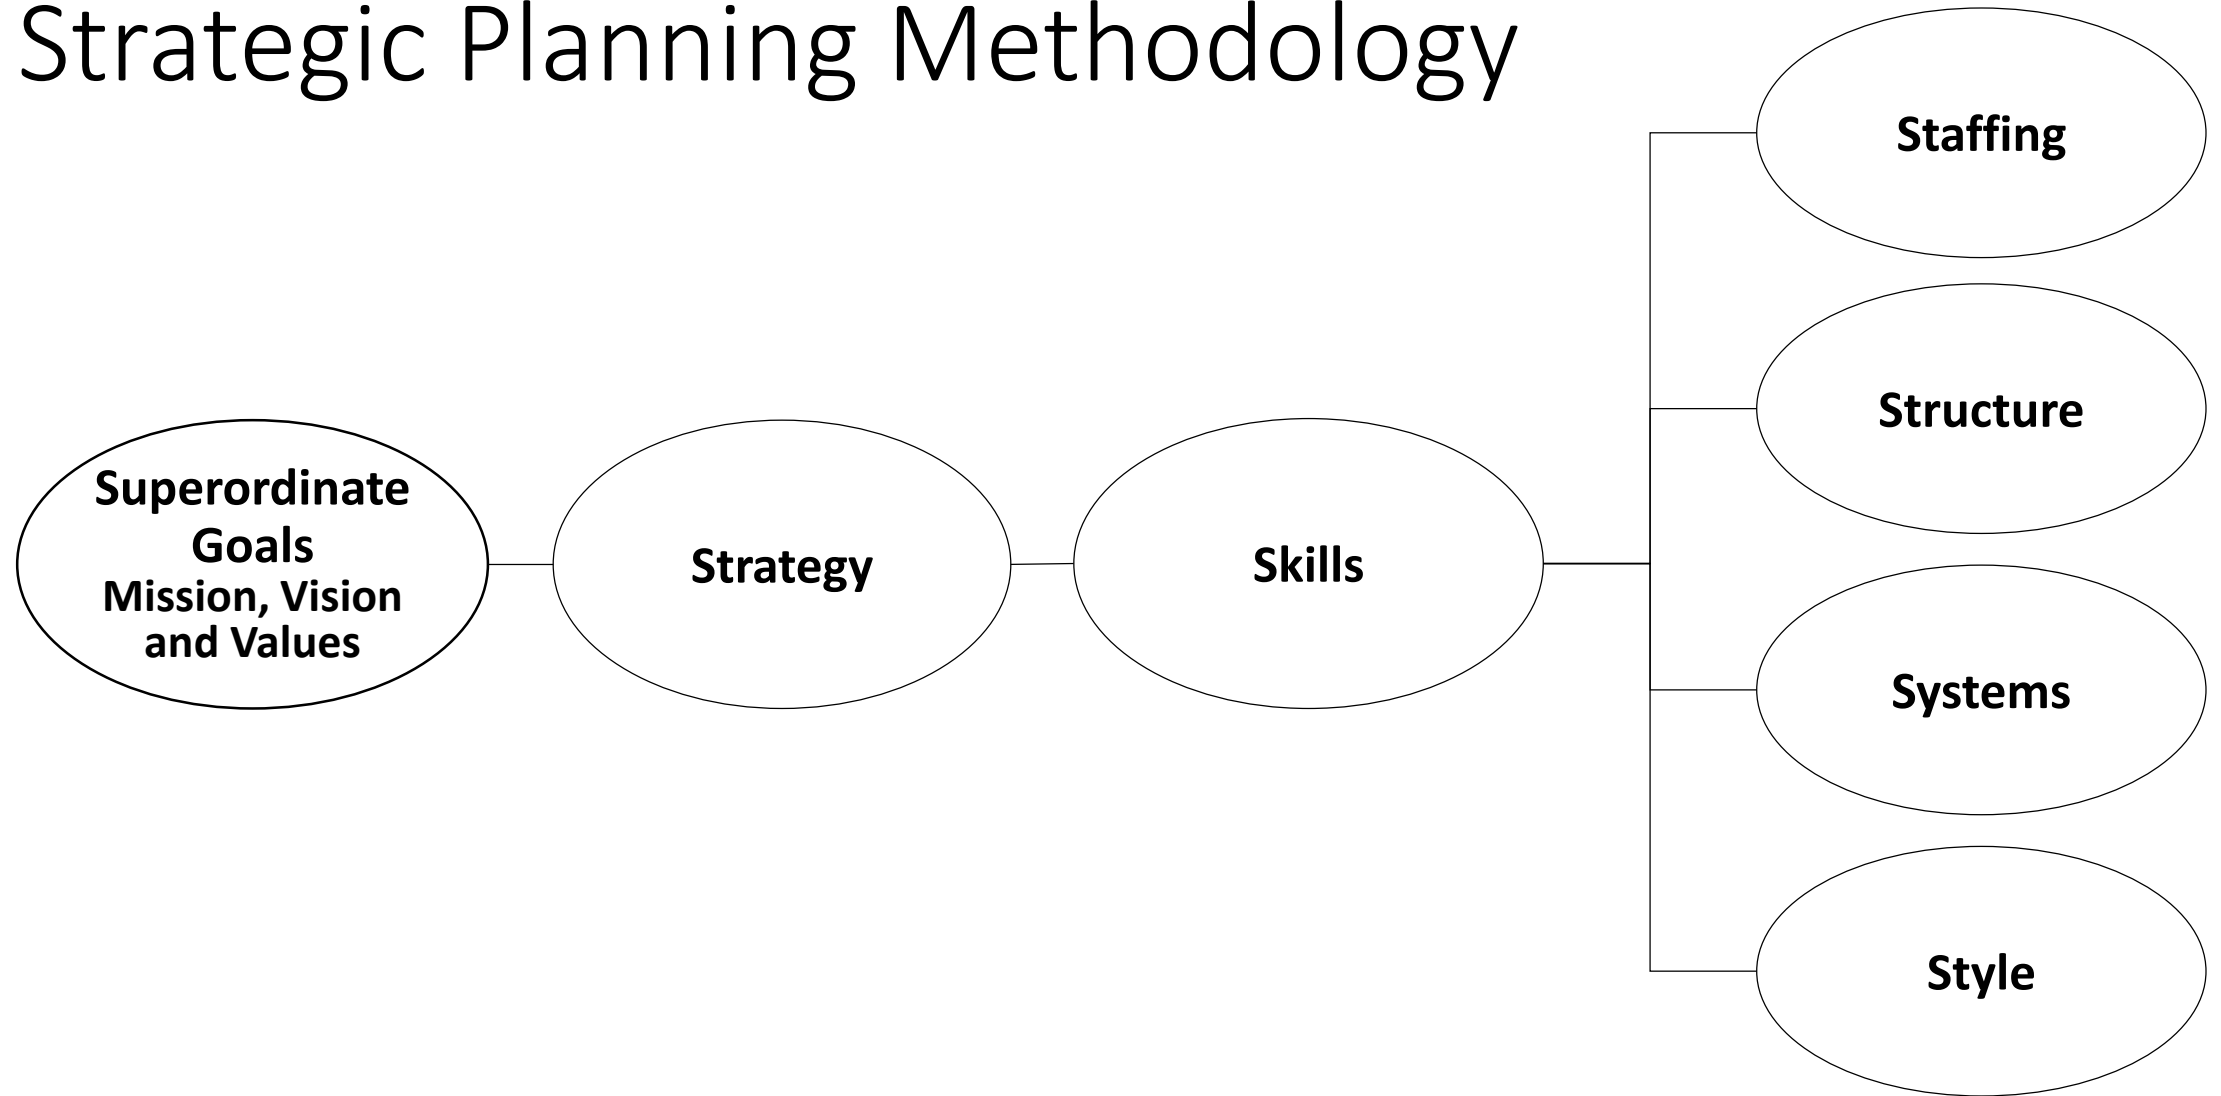 Strategic Planning Methodology
Staffing
Structure
Superordinate
Goals
Mission, Vision
and Values
Strategy
Skills
Systems
Style